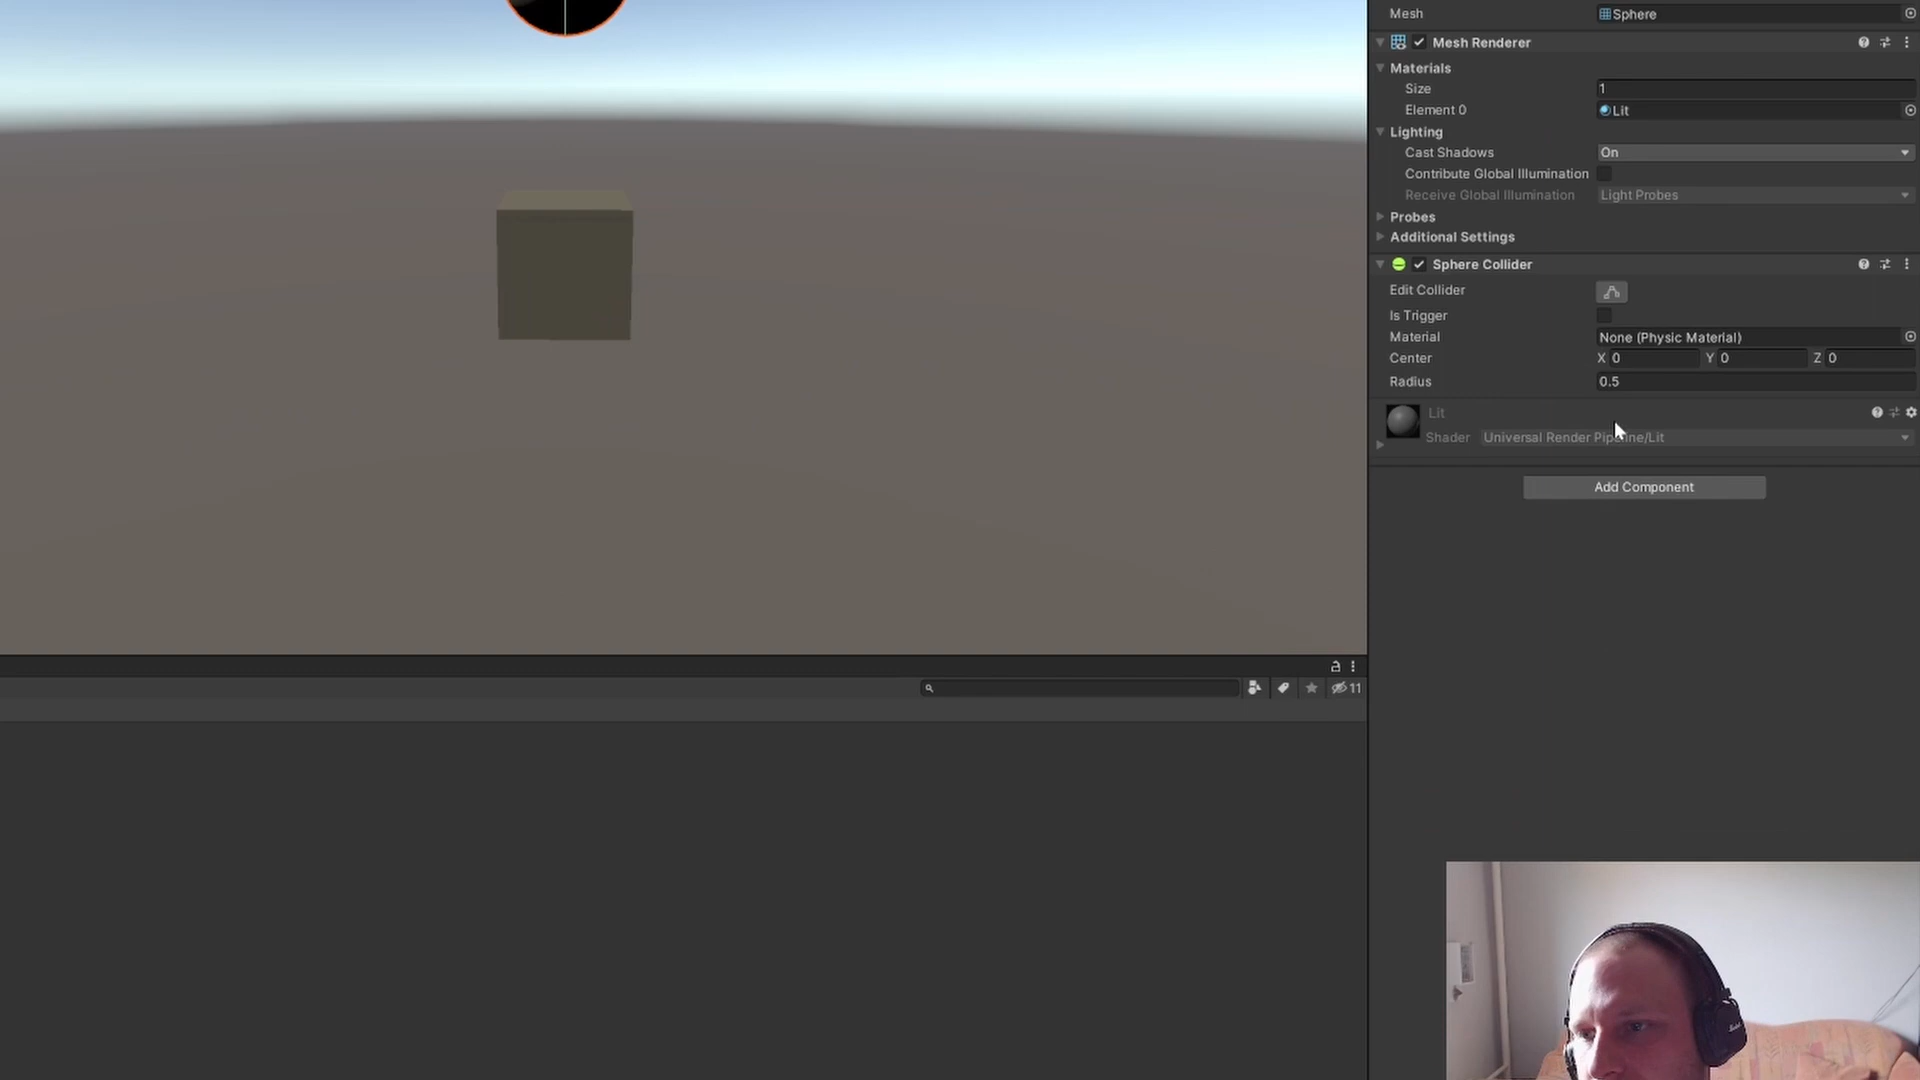 Mesh Sphere
Mesh Renderer
Materials
Size 1
Element 0 Lit
Lighting
Cast Shadows On
Contribute Global Illumination
Receive Global Illumination Light Probes
Probes
Additional Settings
Sphere Collider
Edit Collider
Is Trigger
Material None (Physic Material)
Center X 0 Y 0 Z 0
Radius 0.5
Lit
Shader Universal Render Pipeline/Lit
Add Component
11